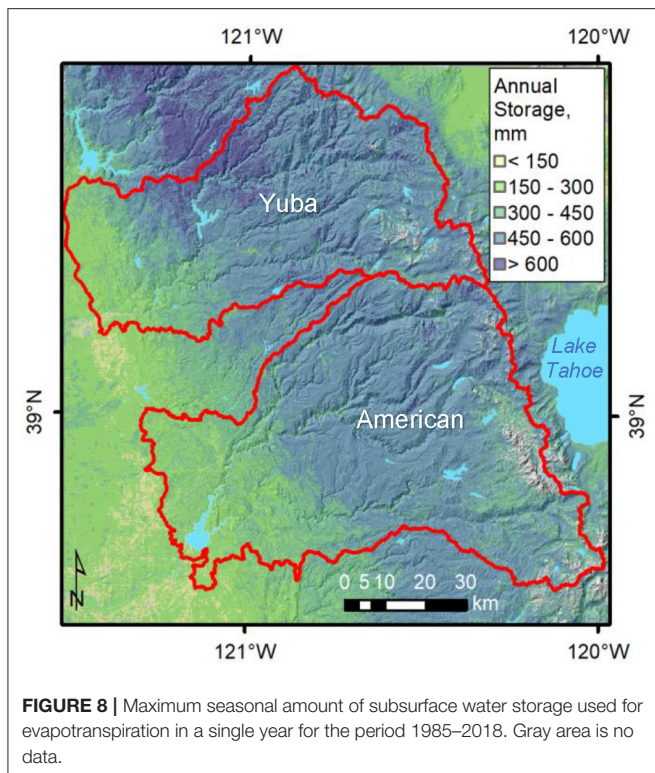 121°W
120°W
Annual
Storage,
mm
< 150
150 - 300
300 - 450
450 - 600
> 600
Yuba
Lake
Tahoe
39°N
39°N
American
N
0 5 10 20 30
km
121°W
120°W
FIGURE 8 | Maximum seasonal amount of subsurface water storage used for
evapotranspiration in a single year for the period 1985–2018. Gray area is no
data.